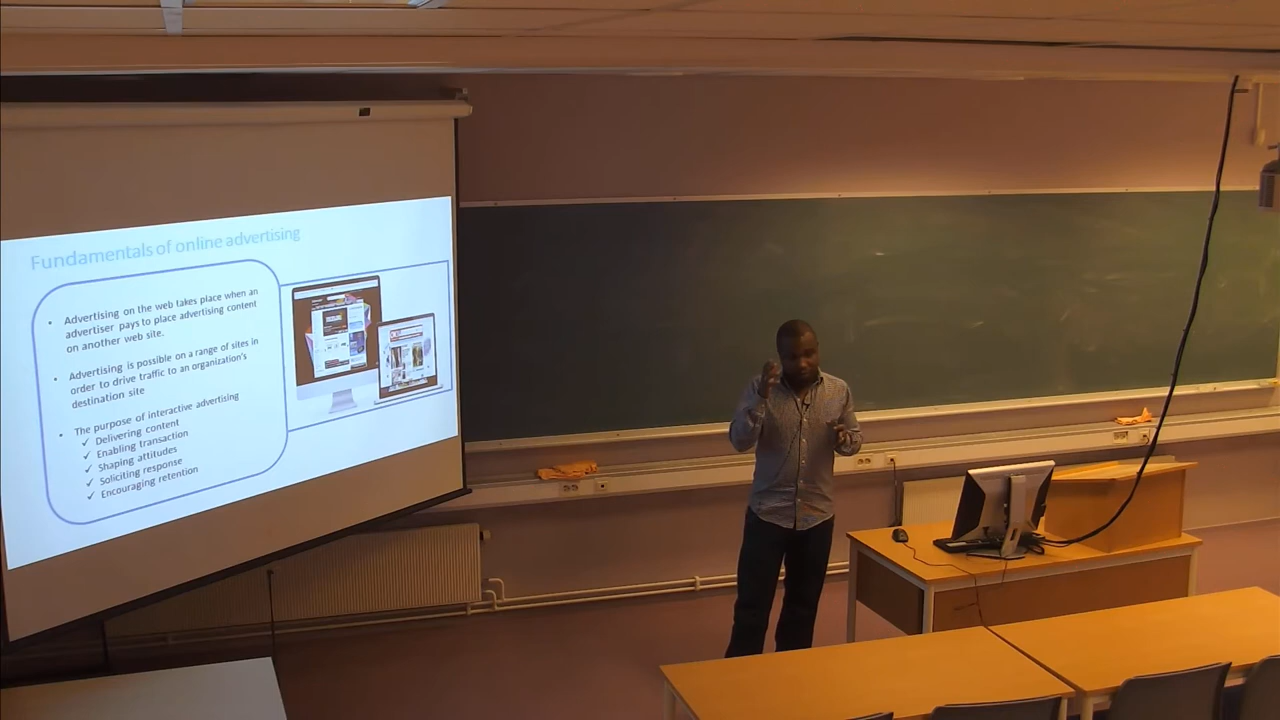 Fundamentals of online advertising
• Advertising on the web takes place when an
advertiser pays to place advertising content
on another web site.
• Advertising is possible on a range of sites in
order to drive traffic to an organization's
destination site
• The purpose of interactive advertising
✓ Delivering content
✓ Enabling transaction
✓ Shaping attitudes
✓ Soliciting response
✓ Encouraging retention